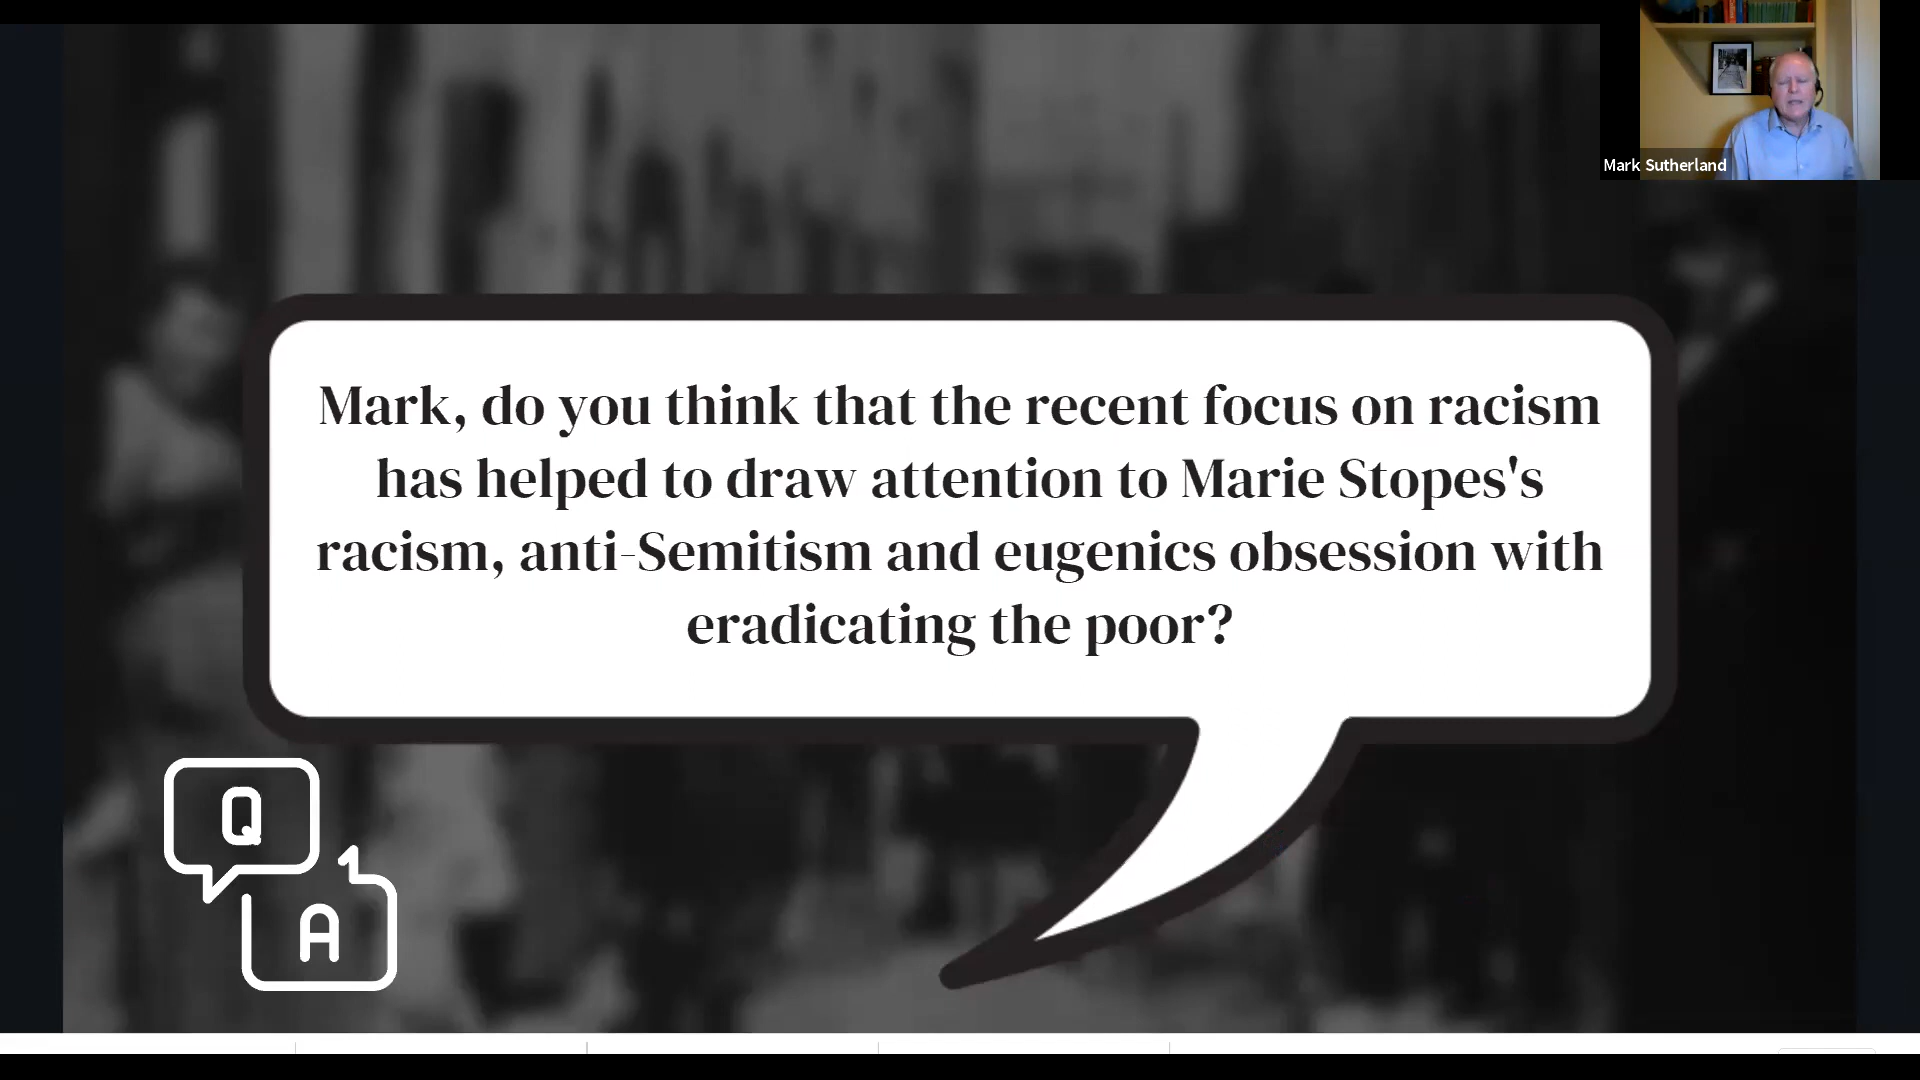 Mark Sutherland
Mark, do you think that the recent focus on racism
has helped to draw attention to Marie Stopes's
racism, anti-Semitism and eugenics obsession with
eradicating the poor?
Q
A